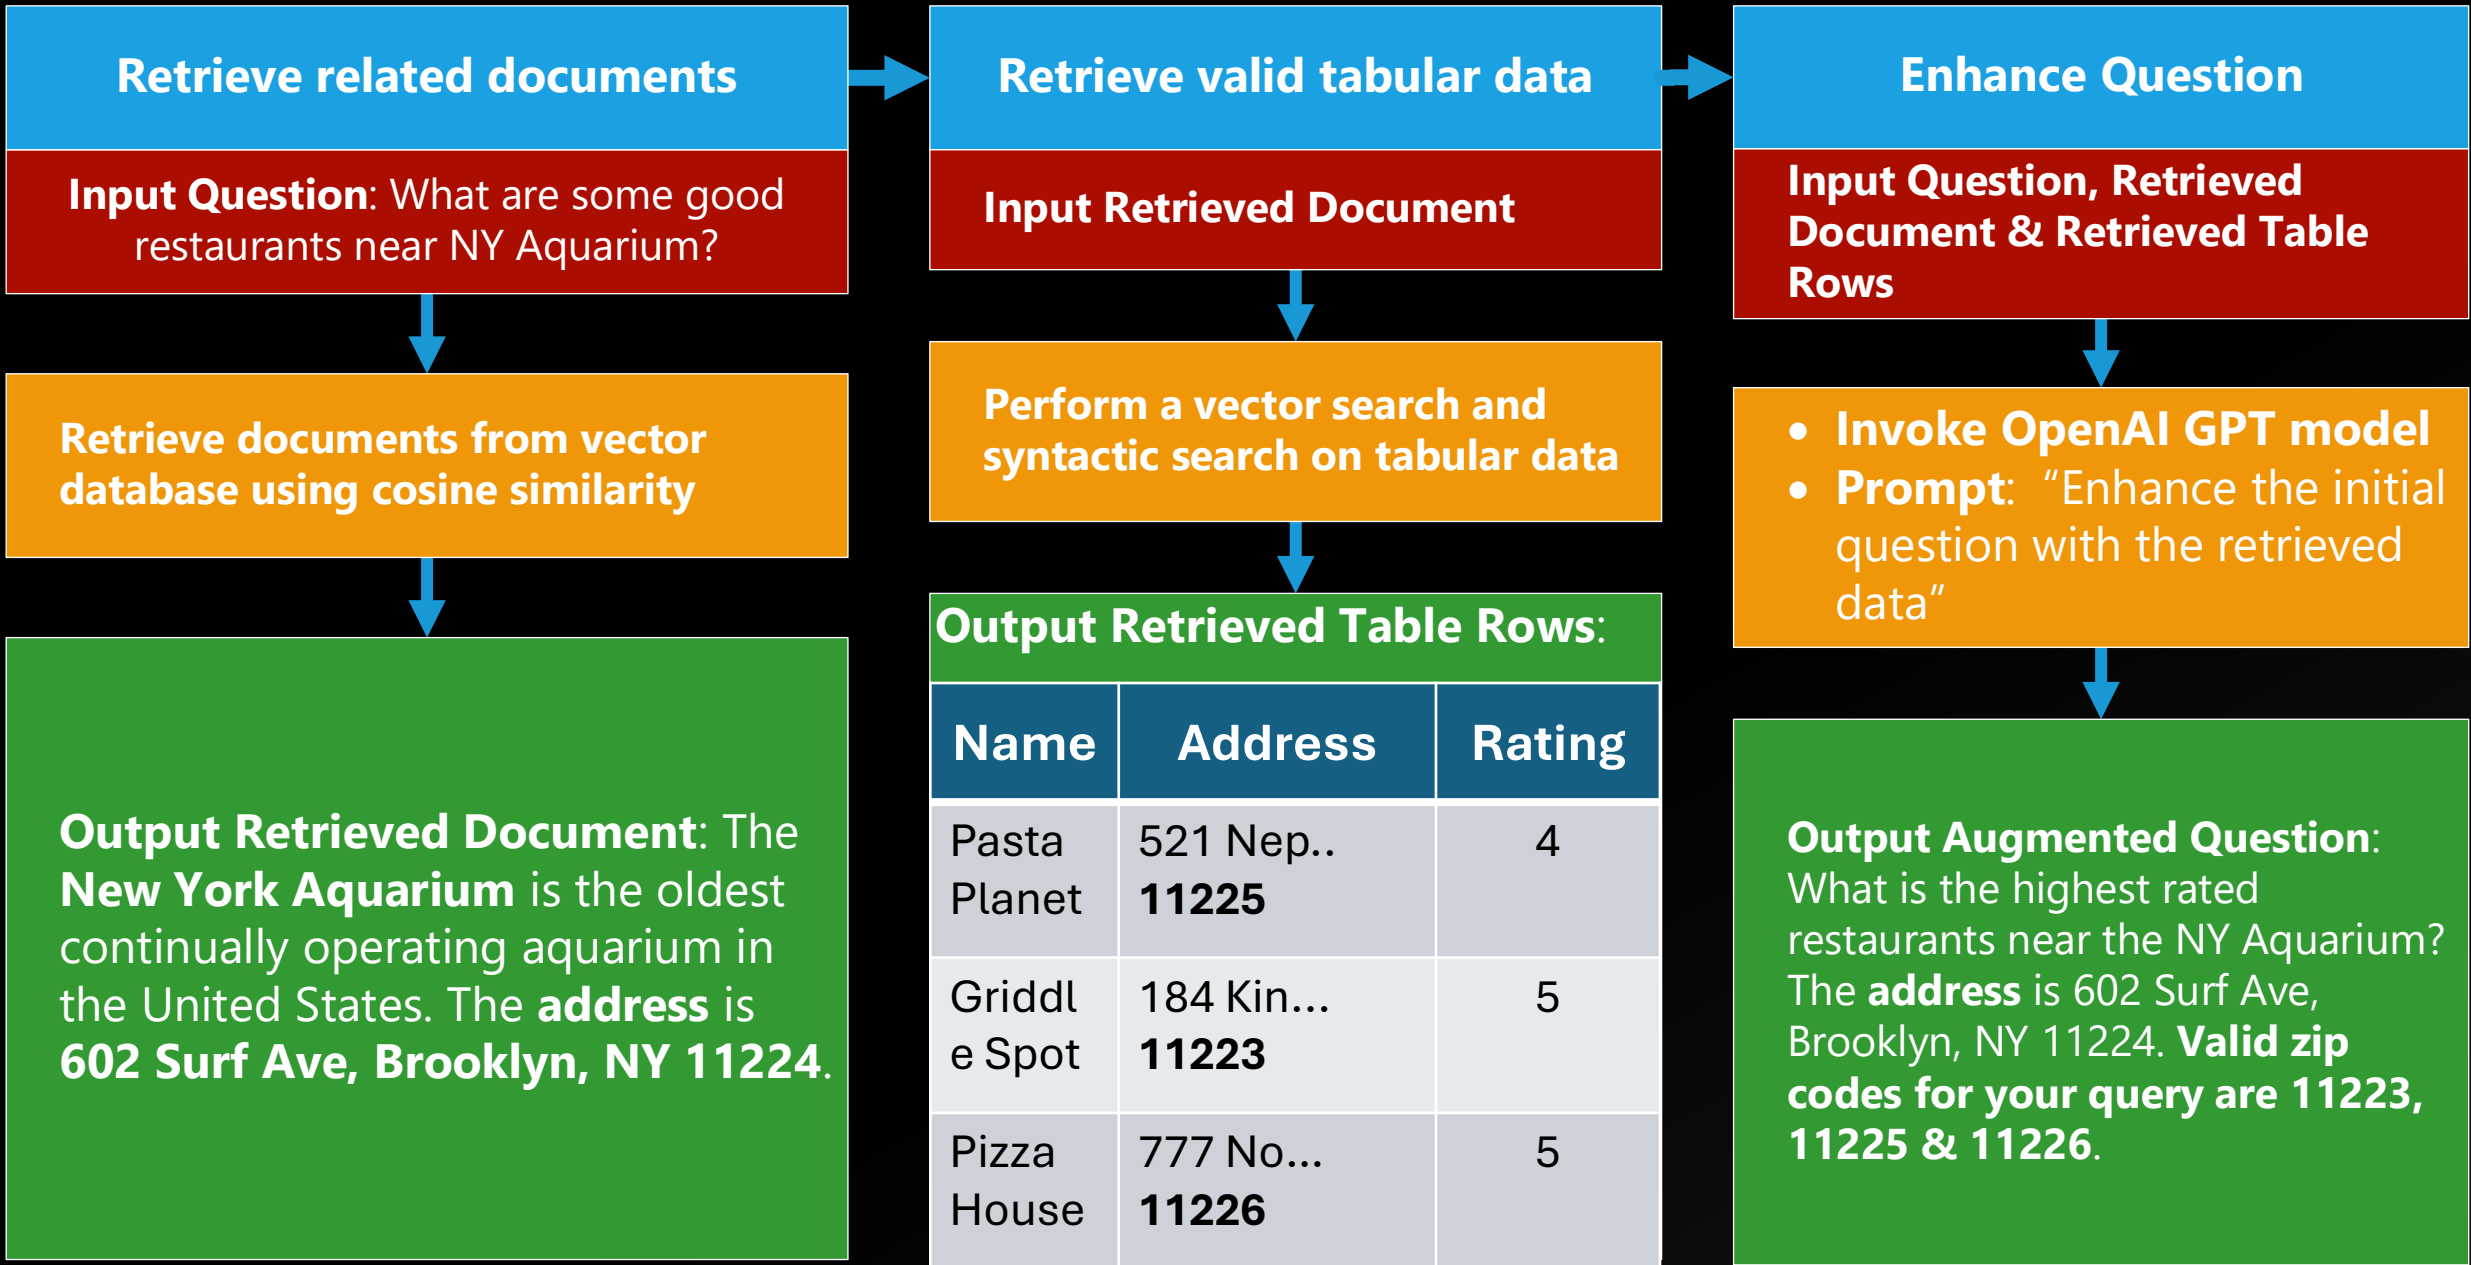 Retrieve related documents
Input Question: What are some good
restaurants near NY Aquarium?
Retrieve documents from vector
database using cosine similarity
Output Retrieved Document: The
New York Aquarium is the oldest
continually operating aquarium in
the United States. The address is
602 Surf Ave, Brooklyn, NY 11224.
Retrieve valid tabular data
Input Retrieved Document
Perform a vector search and
syntactic search on tabular data
Output Retrieved Table Rows:
Name Address Rating
Pasta 521 Nep.. 4
Planet 11225
Griddl 184 Kin... 5
e Spot 11223
Pizza 777 No... 5
House 11226
Enhance Question
Input Question, Retrieved
Document & Retrieved Table
Rows
• Invoke OpenAI GPT model
• Prompt: “Enhance the initial
question with the retrieved
data”
Output Augmented Question:
What is the highest rated
restaurants near the NY Aquarium?
The address is 602 Surf Ave,
Brooklyn, NY 11224. Valid zip
codes for your query are 11223,
11225 & 11226.